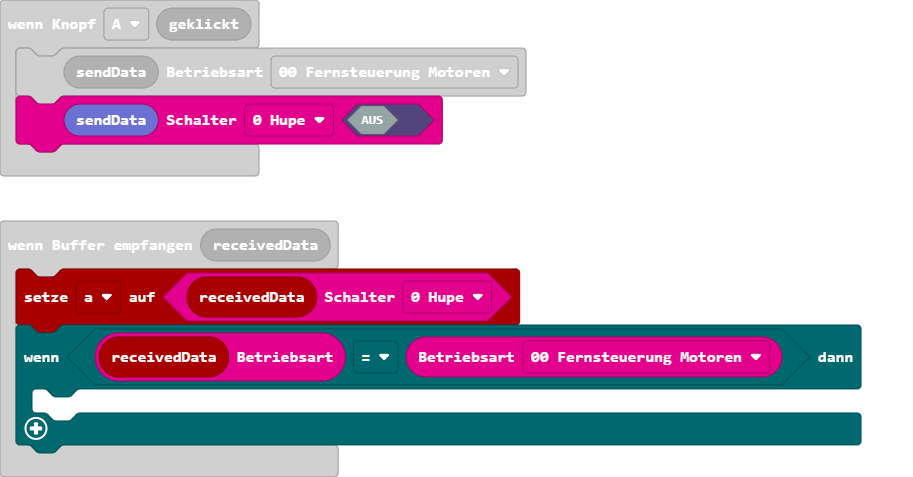 wenn Knopf A geklickt
sendData Betriebsart 00 Fernsteuerung Motoren
sendData Schalter 0 Hupe AUS
wenn Buffer empfangen receivedData
setze a auf receivedData Schalter 0 Hupe
wenn receivedData Betriebsart = Betriebsart 00 Fernsteuerung Motoren dann